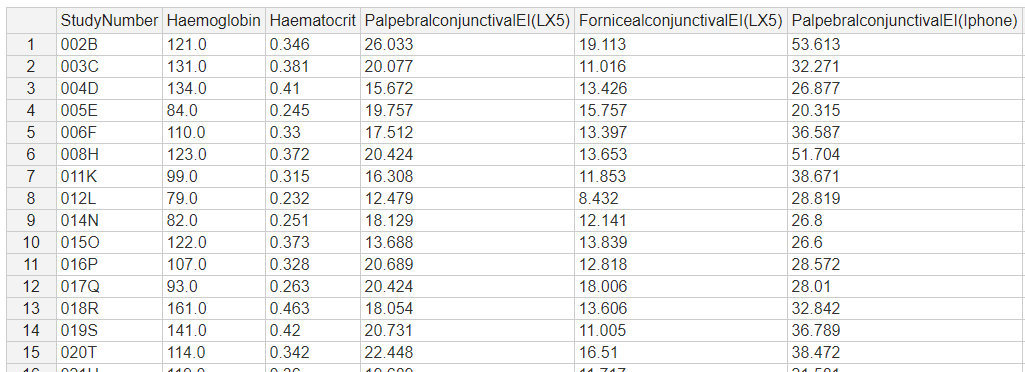 StudyNumber Haemoglobin Haematocrit PalpebralconjunctivalEI(LX5) FornicealconjunctivalEI(LX5) PalpebralconjunctivalEI(Iphone)
1 002B 121.0 0.346 26.033 19.113 53.613
2 003C 131.0 0.381 20.077 11.016 32.271
3 004D 134.0 0.41 15.672 13.426 26.877
4 005E 84.0 0.245 19.757 15.757 20.315
5 006F 110.0 0.33 17.512 13.397 36.587
6 008H 123.0 0.372 20.424 13.653 51.704
7 011K 99.0 0.315 16.308 11.853 38.671
8 012L 79.0 0.232 12.479 8.432 28.819
9 014N 82.0 0.251 18.129 12.141 26.8
10 015O 122.0 0.373 13.688 13.839 26.6
11 016P 107.0 0.328 20.689 12.818 28.572
12 017Q 93.0 0.263 20.424 18.006 28.01
13 018R 161.0 0.463 18.054 13.606 32.842
14 019S 141.0 0.42 20.731 11.005 36.789
15 020T 114.0 0.342 22.448 16.51 38.472